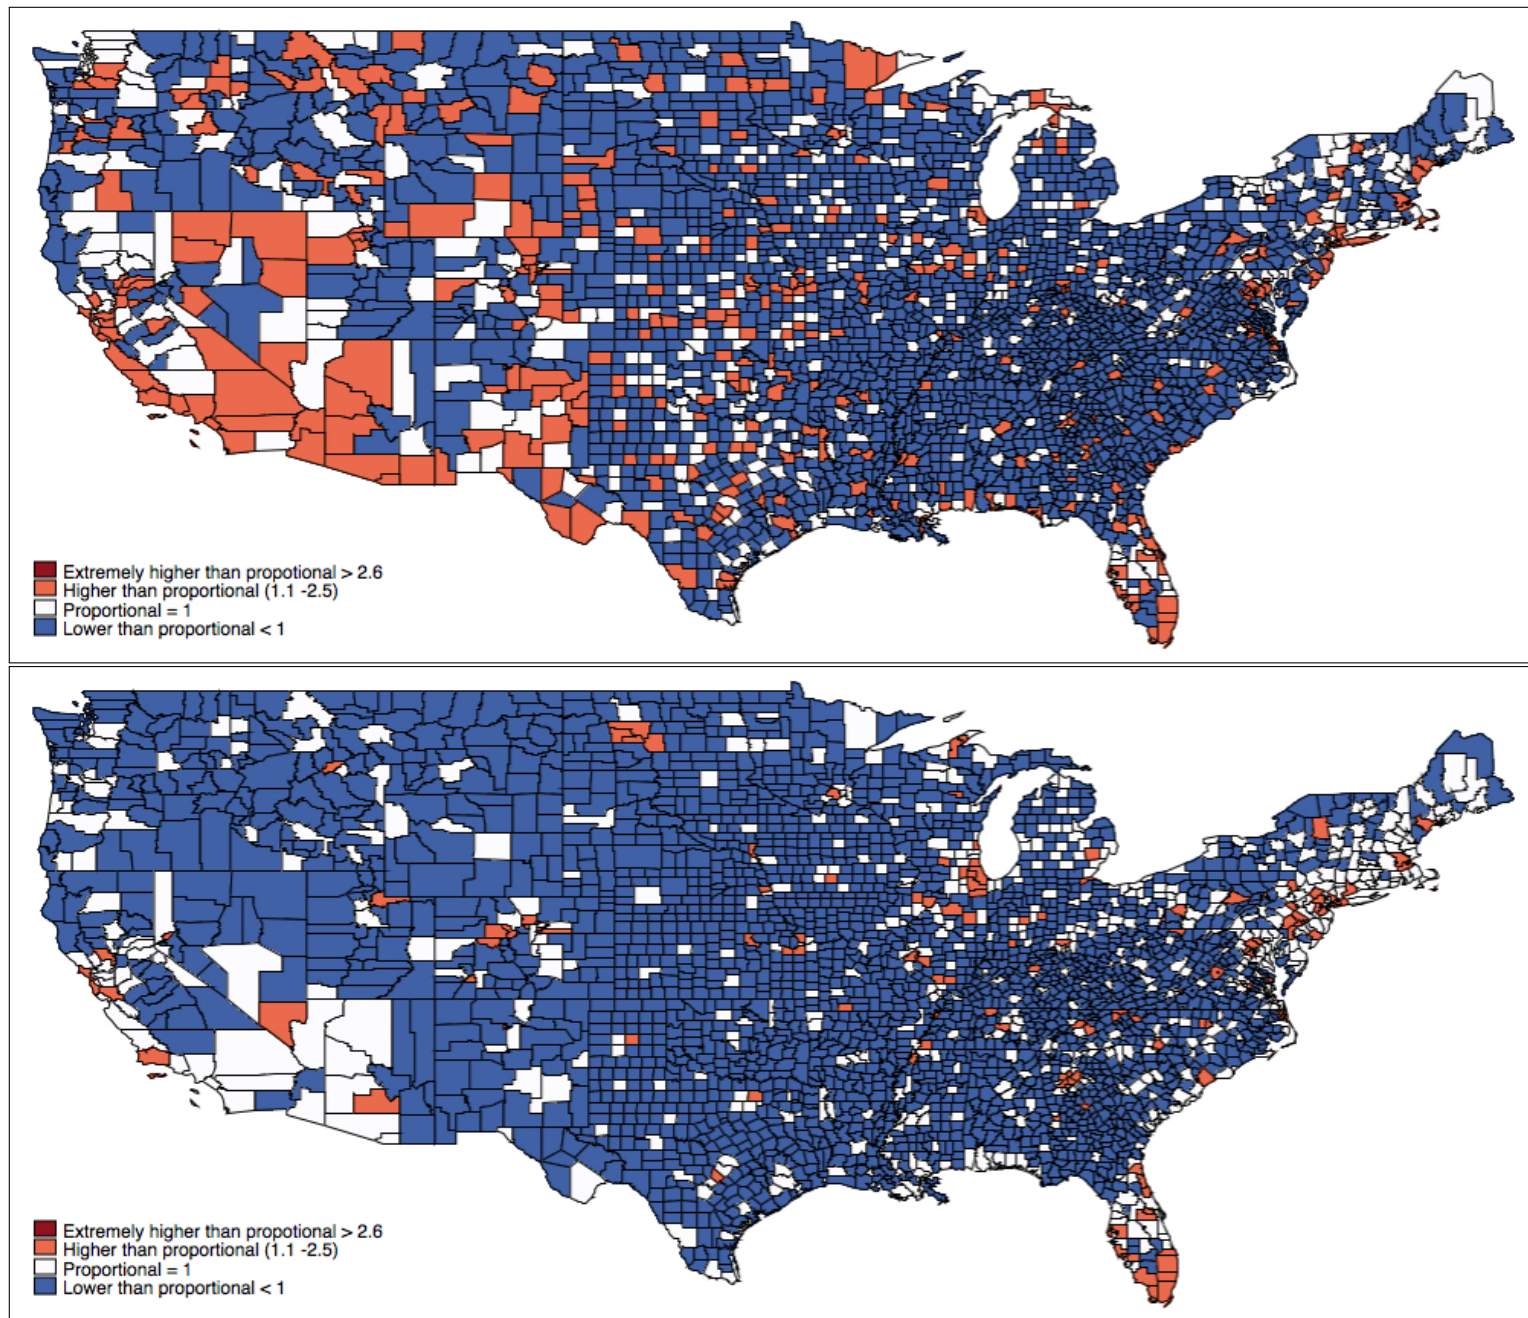 Extremely higher than propotional > 2.6
Higher than proportional (1.1 -2.5)
Proportional = 1
Lower than proportional < 1
Extremely higher than propotional > 2.6
Higher than proportional (1.1 -2.5)
Proportional = 1
Lower than proportional < 1